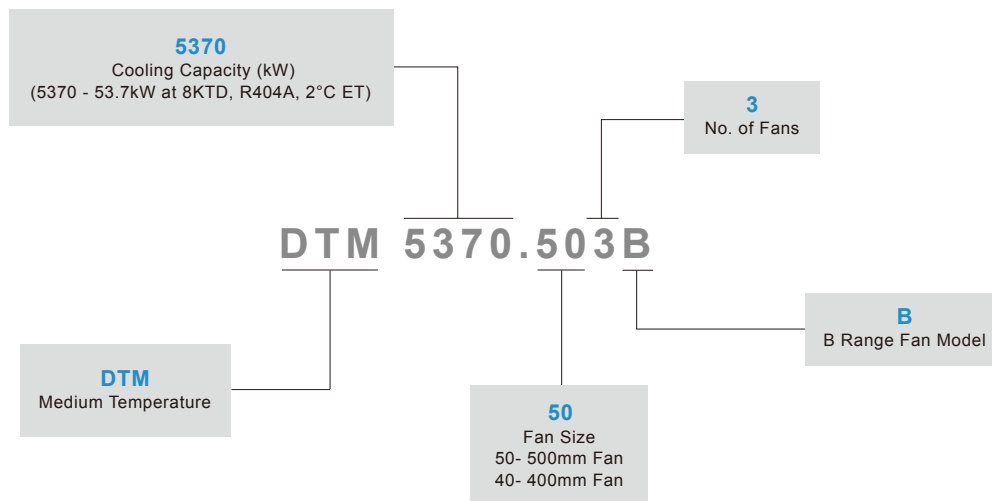 5370
Cooling Capacity (kW)
(5370 - 53.7kW at 8KTD, R404A, 2°C ET)
3
No. of Fans
DTM 5370.503B
B
B Range Fan Model
DTM
Medium Temperature
50
Fan Size
50- 500mm Fan
40- 400mm Fan